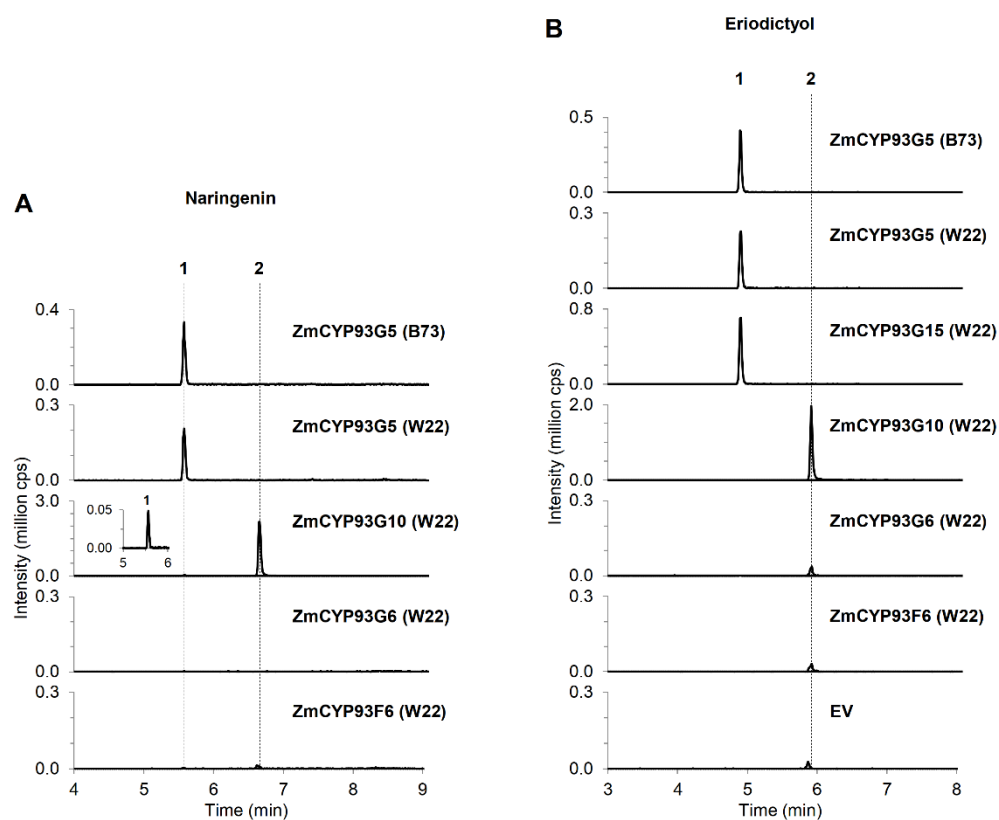 A
Naringenin
1 2
0.4
0.0
ZmCYP93G5 (B73)
0.3
0.0
ZmCYP93G5 (W22)
3.0
0.0
ZmCYP93G10 (W22)
1
0.05
0.00
5 6
0.3
0.0
ZmCYP93G6 (W22)
0.3
0.0
ZmCYP93F6 (W22)
4 5 6 7 8 9
Time (min)
Intensity (million cps)
B
Eriodictyol
1 2
0.5
0.0
ZmCYP93G5 (B73)
0.3
0.0
ZmCYP93G5 (W22)
0.8
0.0
ZmCYP93G15 (W22)
2.0
0.0
ZmCYP93G10 (W22)
0.3
0.0
ZmCYP93G6 (W22)
0.3
0.0
ZmCYP93F6 (W22)
0.3
0.0
EV
3 4 5 6 7 8
Time (min)
Intensity (million cps)